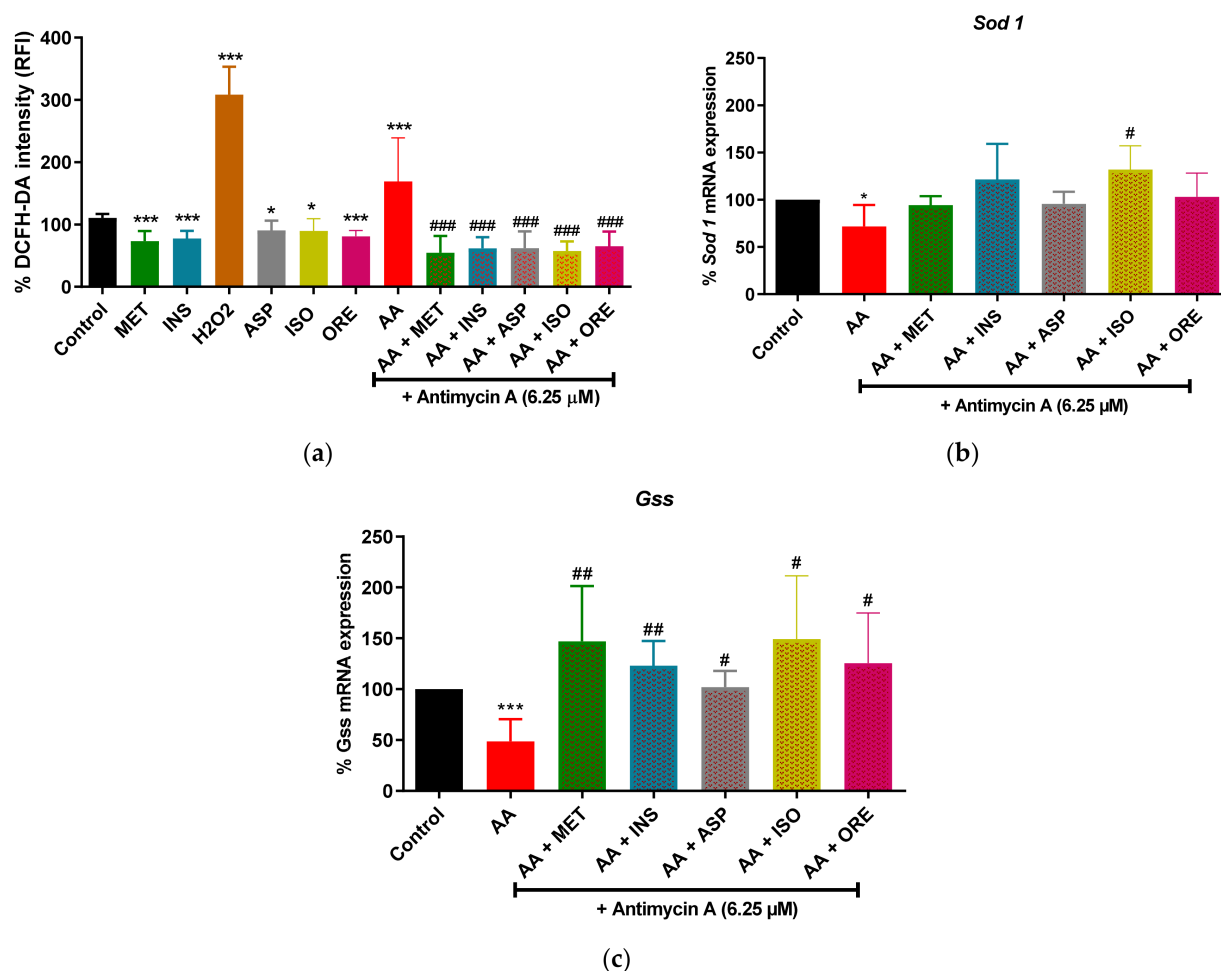 % DCFH-DA intensity (RFI)
400
300
200
100
0
***
***
***
*
*
***
***
###
###
###
###
###
Control
MET
INS
H2O2
ASP
ISO
ORE
AA
AA + MET
AA + INS
AA + ASP
AA + ISO
AA + ORE
+ Antimycin A (6.25 μM)
(a)
Sod 1
% Sod 1 mRNA expression
250
200
150
100
50
0
*
#
Control
AA
AA + MET
AA + INS
AA + ASP
AA + ISO
AA + ORE
+ Antimycin A (6.25 µM)
(b)
Gss
% Gss mRNA expression
250
200
150
100
50
0
***
##
##
#
#
#
Control
AA
AA + MET
AA + INS
AA + ASP
AA + ISO
AA + ORE
+ Antimycin A (6.25 µM)
(c)